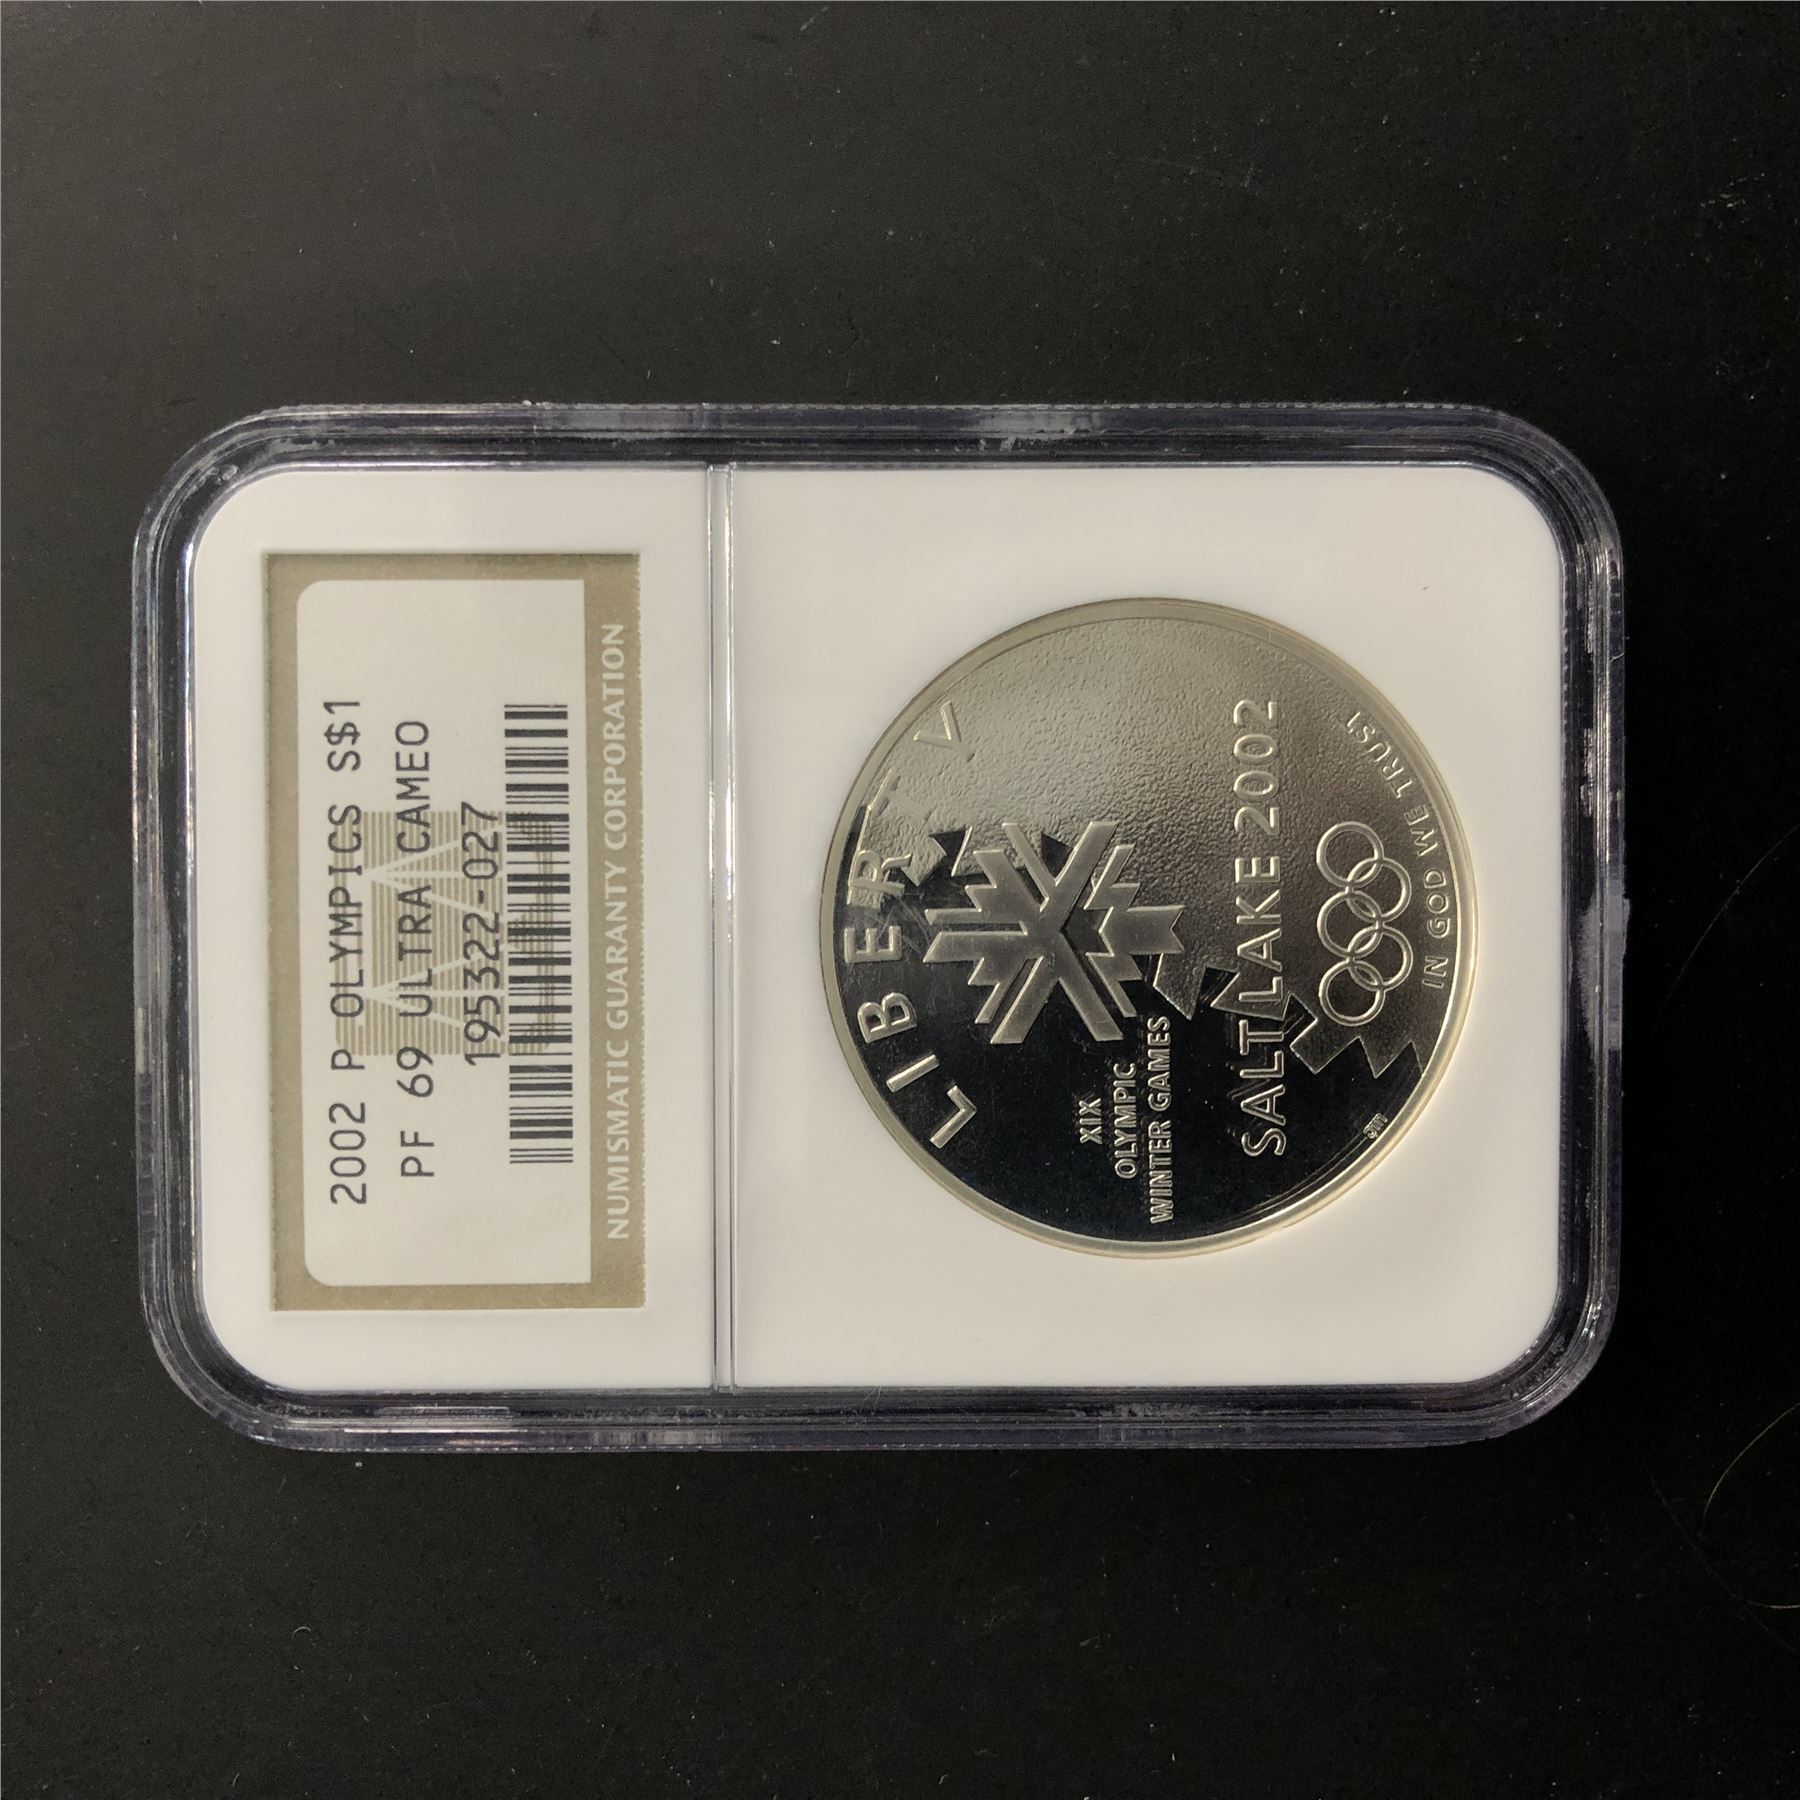 2002 P OLYMPICS S$1
PF 69 ULTRA CAMEO
195322-027
NUMISMATIC GUARANTY CORPORATION
LIBERTY
XIX
OLYMPIC
WINTER GAMES
SALT LAKE 2002
IN GOD WE TRUST